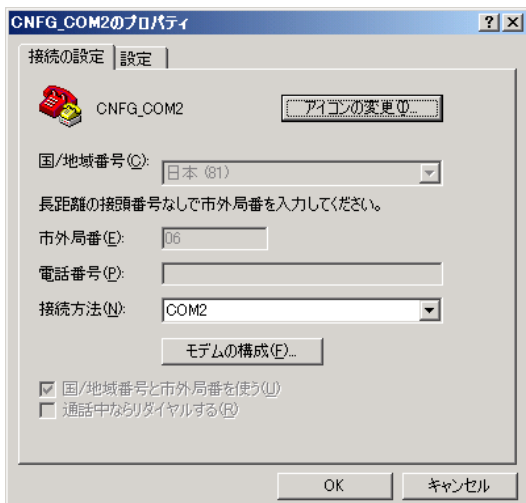 CNFG_COM2のプロパティ
接続の設定 設定
CNFG_COM2 アイコンの変更(I)...
国/地域番号(C): 日本 (81)
長距離の接頭番号なしで市外局番を入力してください。
市外局番(E): 06
電話番号(P):
接続方法(N): COM2
モデムの構成(F)...
国/地域番号と市外局番を使う(U)
通話中ならリダイヤルする(R)
OK キャンセル